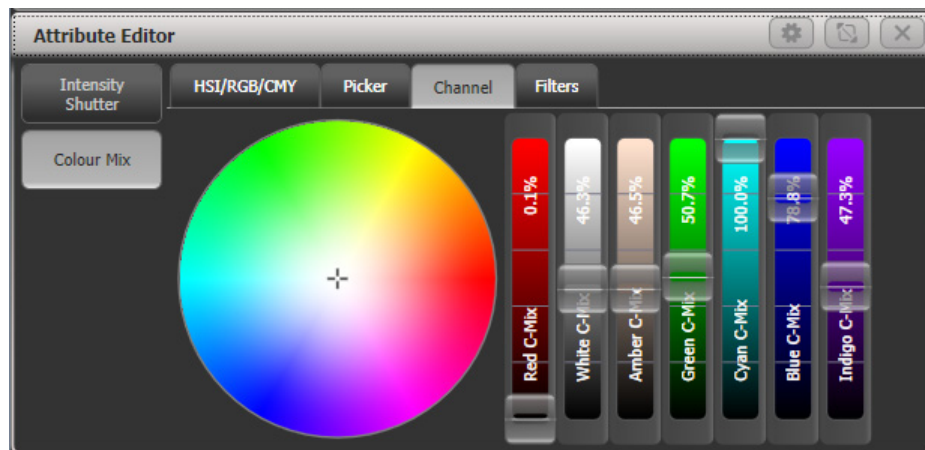 Attribute Editor
Intensity
Shutter
Colour Mix
HSI/RGB/CMY
Picker
Channel
Filters
Red C-Mix 0.1%
White C-Mix 46.3%
Amber C-Mix 46.5%
Green C-Mix 50.7%
Cyan C-Mix 100.0%
Blue C-Mix 78.8%
Indigo C-Mix 47.3%